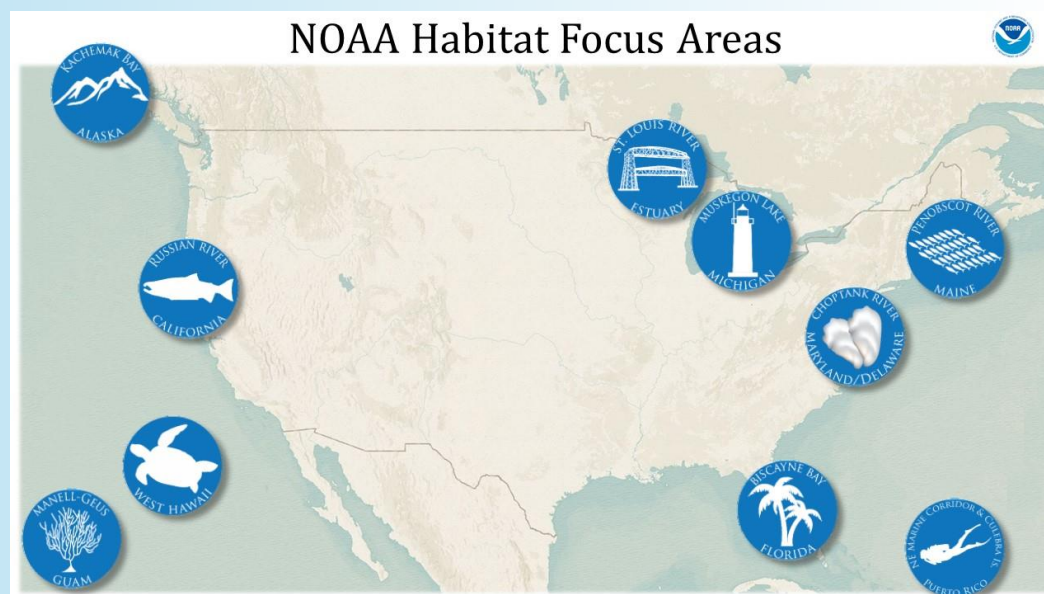 NOAA Habitat Focus Areas
NOAA
KACHEMAK BAY
ALASKA
ST. LOUIS RIVER
ESTUARY
MUSKEGON LAKE
MICHIGAN
PENOBSCOT RIVER
MAINE
RUSSIAN RIVER
CALIFORNIA
CHOPTANK RIVER
MARYLAND/DELAWARE
WEST HAWAII
BISCAYNE BAY
FLORIDA
MANELL-GEUS
GUAM
NE MARINE CORRIDOR & CULEBRA IS.
PUERTO RICO